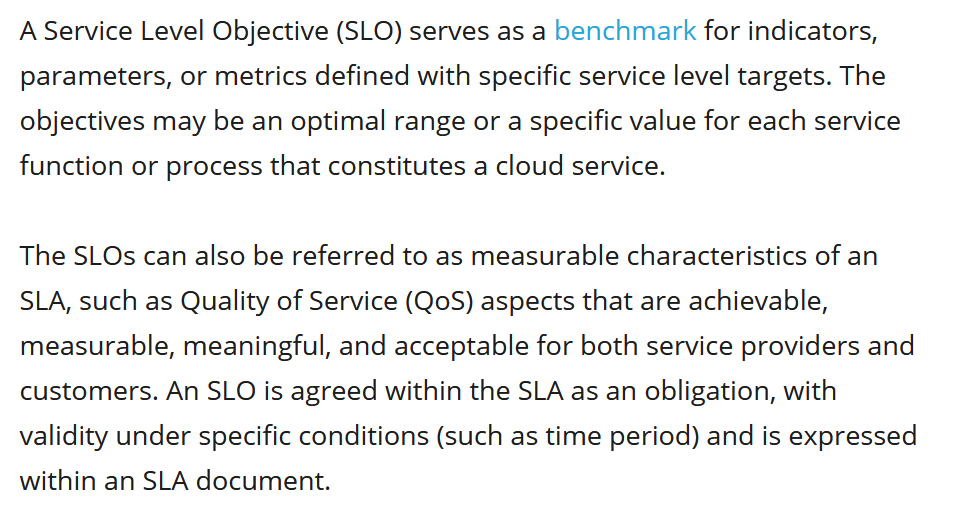 A Service Level Objective (SLO) serves as a benchmark for indicators,
parameters, or metrics defined with specific service level targets. The
objectives may be an optimal range or a specific value for each service
function or process that constitutes a cloud service.
The SLOs can also be referred to as measurable characteristics of an
SLA, such as Quality of Service (QoS) aspects that are achievable,
measurable, meaningful, and acceptable for both service providers and
customers. An SLO is agreed within the SLA as an obligation, with
validity under specific conditions (such as time period) and is expressed
within an SLA document.